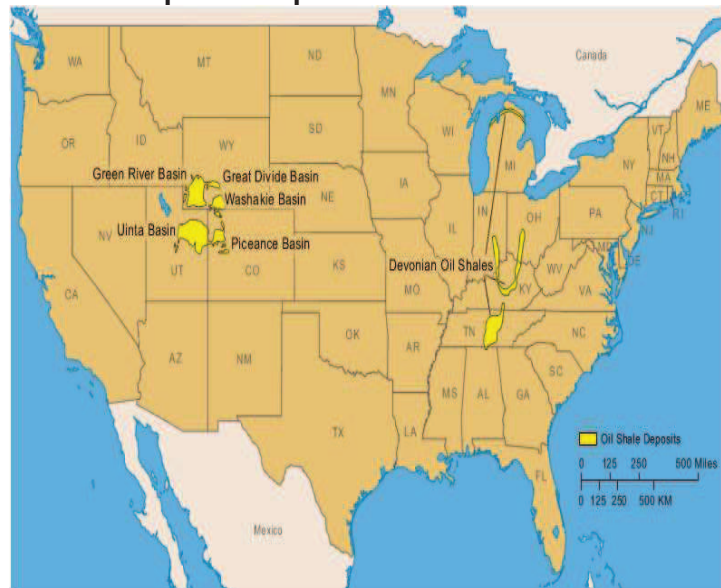 Canada
WA
MT
ND
MN
ME
OR
ID
SD
WI
VT
NH
WY
MI
NY
MA
CT
RI
Green River Basin
Great Divide Basin
Washakie Basin
NE
IA
PA
NJ
NV
IL
IN
OH
MD
DE
Uinta Basin
Piceance Basin
UT
CO
KS
MO
Devonian Oil Shales
WV
KY
VA
CA
OK
TN
NC
AZ
NM
AR
SC
MS
AL
GA
TX
LA
FL
Mexico
Oil Shale Deposits
0 125 250 500 Miles
0 125 250 500 KM